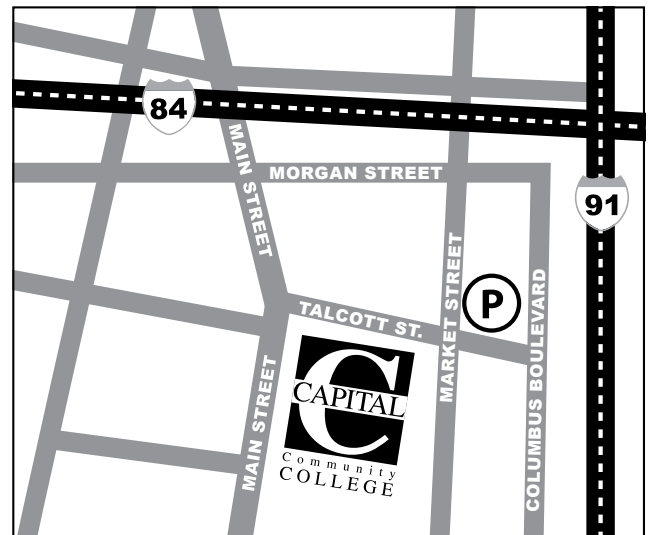 84
MAIN STREET
MORGAN STREET
91
MARKET STREET
P
COLUMBUS BOULEVARD
TALCOTT ST.
MAIN STREET
C
CAPITAL
Community
COLLEGE